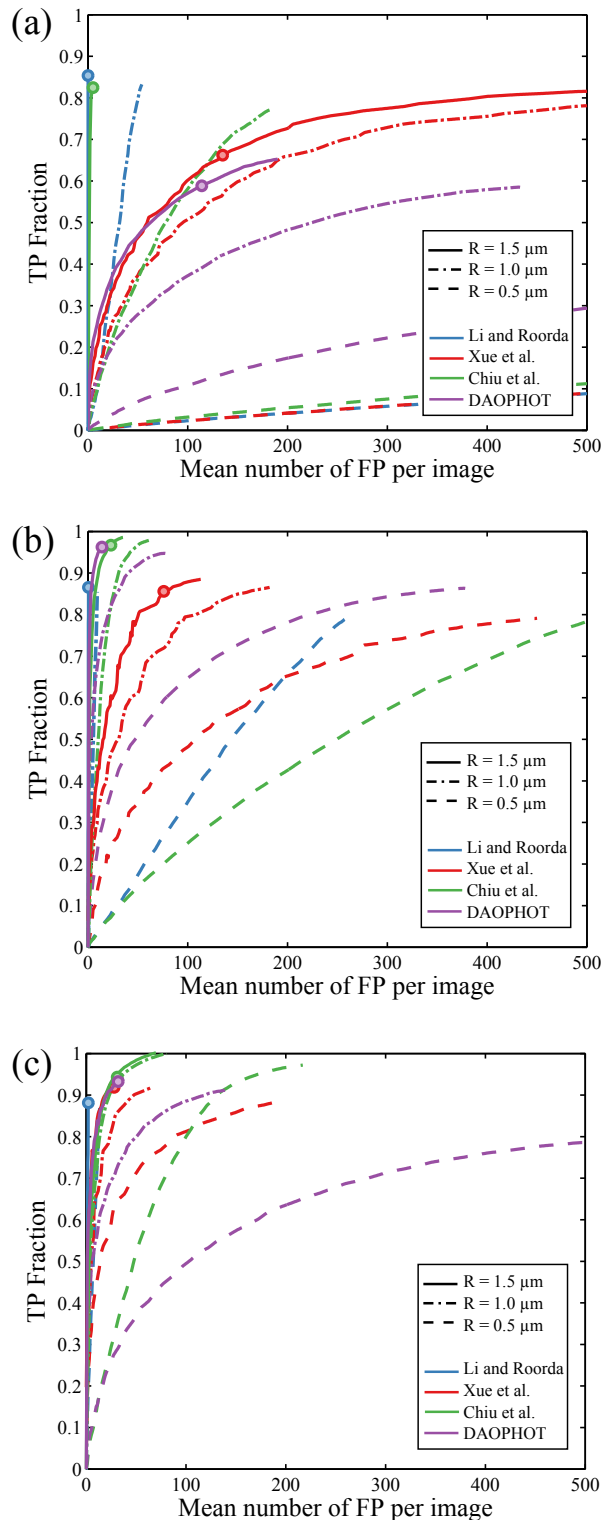 (a)
1
0.9
0.8
0.7
0.6
0.5
0.4
0.3
0.2
0.1
0
TP Fraction
R = 1.5 µm
R = 1.0 µm
R = 0.5 µm
Li and Roorda
Xue et al.
Chiu et al.
DAOPHOT
0 100 200 300 400 500
Mean number of FP per image
(b)
1
0.9
0.8
0.7
0.6
0.5
0.4
0.3
0.2
0.1
0
TP Fraction
R = 1.5 µm
R = 1.0 µm
R = 0.5 µm
Li and Roorda
Xue et al.
Chiu et al.
DAOPHOT
0 100 200 300 400 500
Mean number of FP per image
(c)
1
0.9
0.8
0.7
0.6
0.5
0.4
0.3
0.2
0.1
0
TP Fraction
R = 1.5 µm
R = 1.0 µm
R = 0.5 µm
Li and Roorda
Xue et al.
Chiu et al.
DAOPHOT
0 100 200 300 400 500
Mean number of FP per image